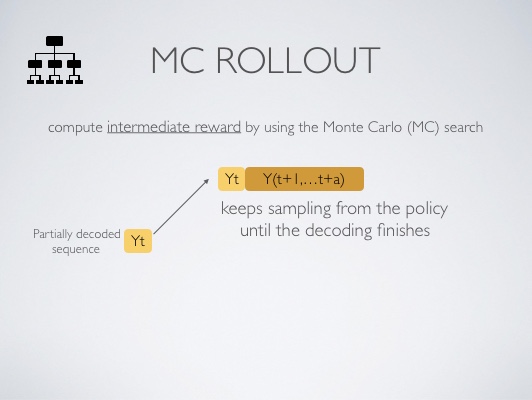 MC ROLLOUT
compute intermediate reward by using the Monte Carlo (MC) search
Yt Y(t+1,...t+a)
keeps sampling from the policy
until the decoding finishes
Partially decoded
sequence
Yt